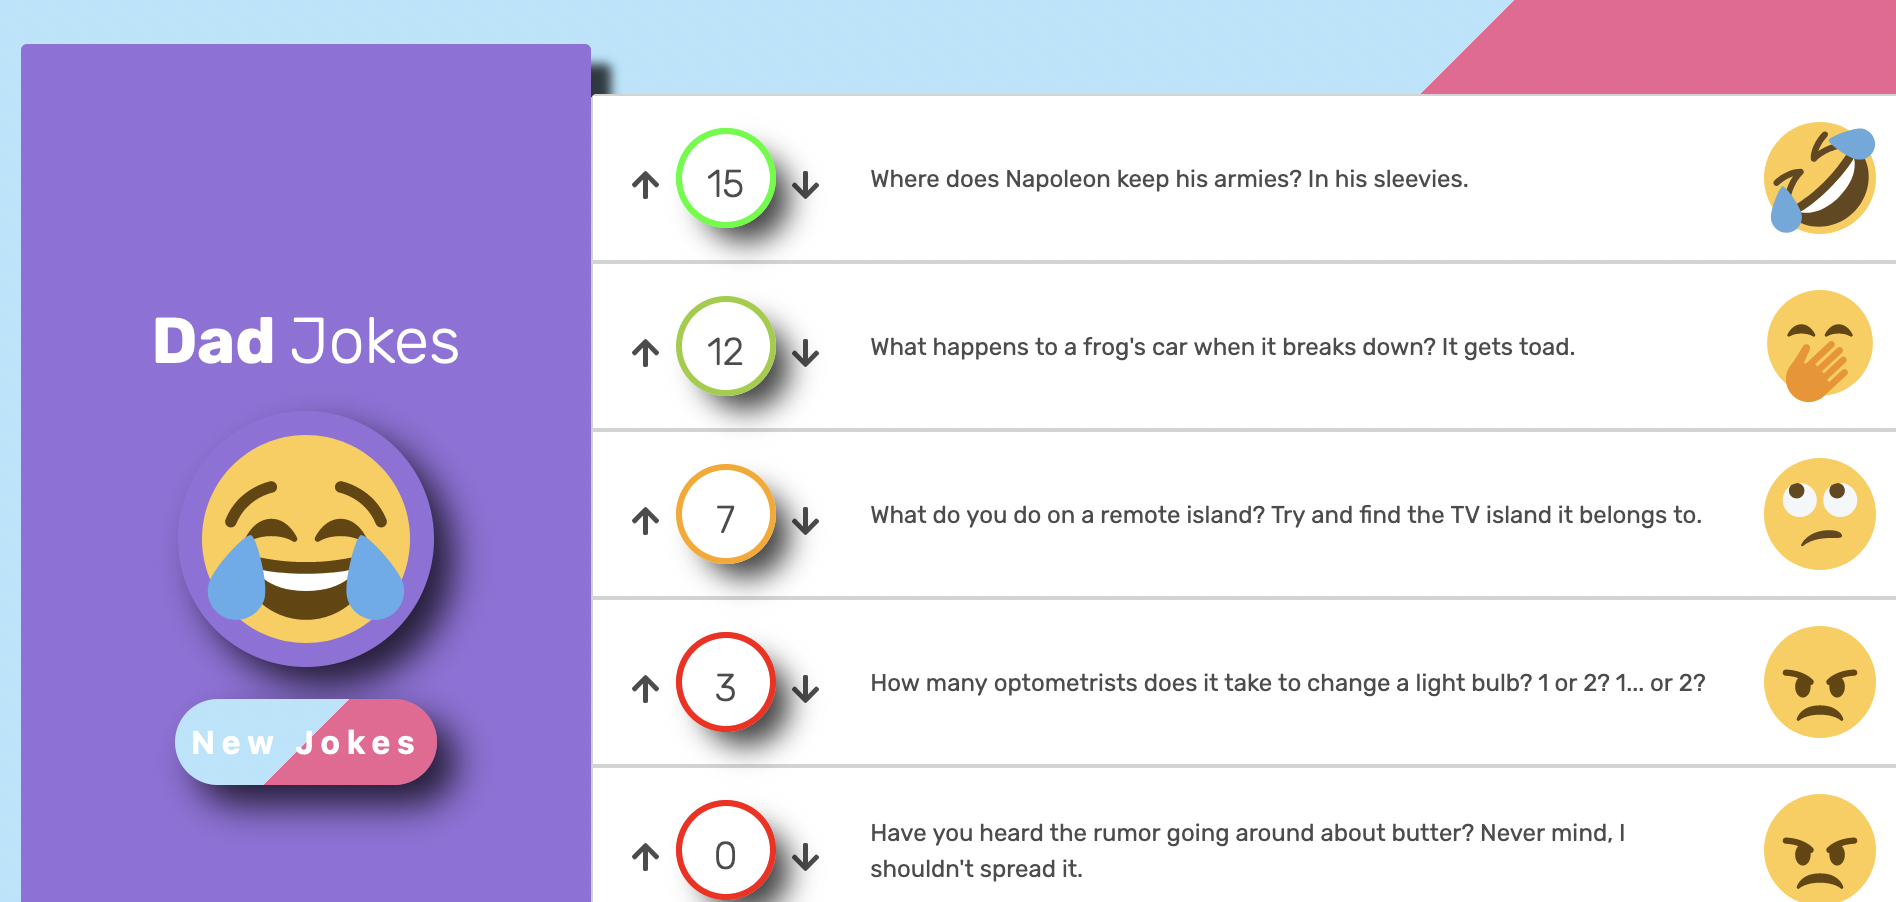 Dad Jokes
New Jokes
15
Where does Napoleon keep his armies? In his sleevies.
12
What happens to a frog's car when it breaks down? It gets toad.
7
What do you do on a remote island? Try and find the TV island it belongs to.
3
How many optometrists does it take to change a light bulb? 1 or 2? 1... or 2?
0
Have you heard the rumor going around about butter? Never mind, I
shouldn't spread it.